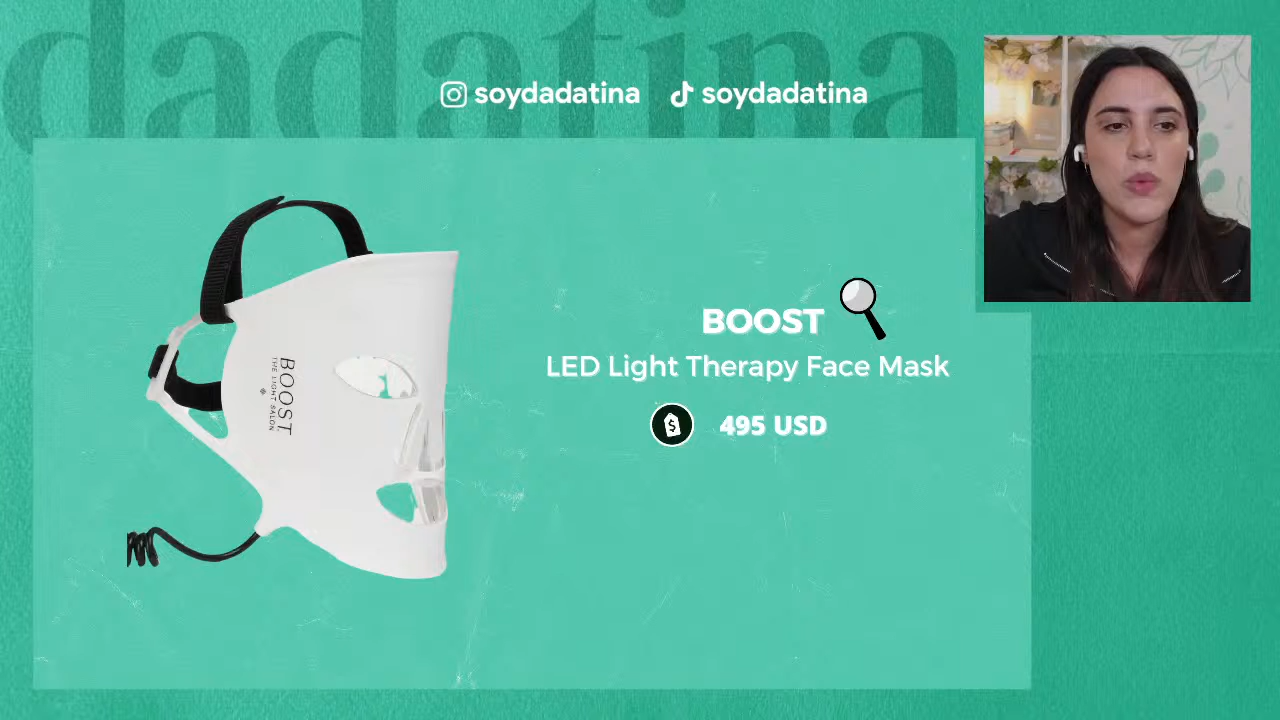 dadatina
soydadatina soydadatina
BOOST
LED Light Therapy Face Mask
$ 495 USD
BOOST
THE LIGHT SALON